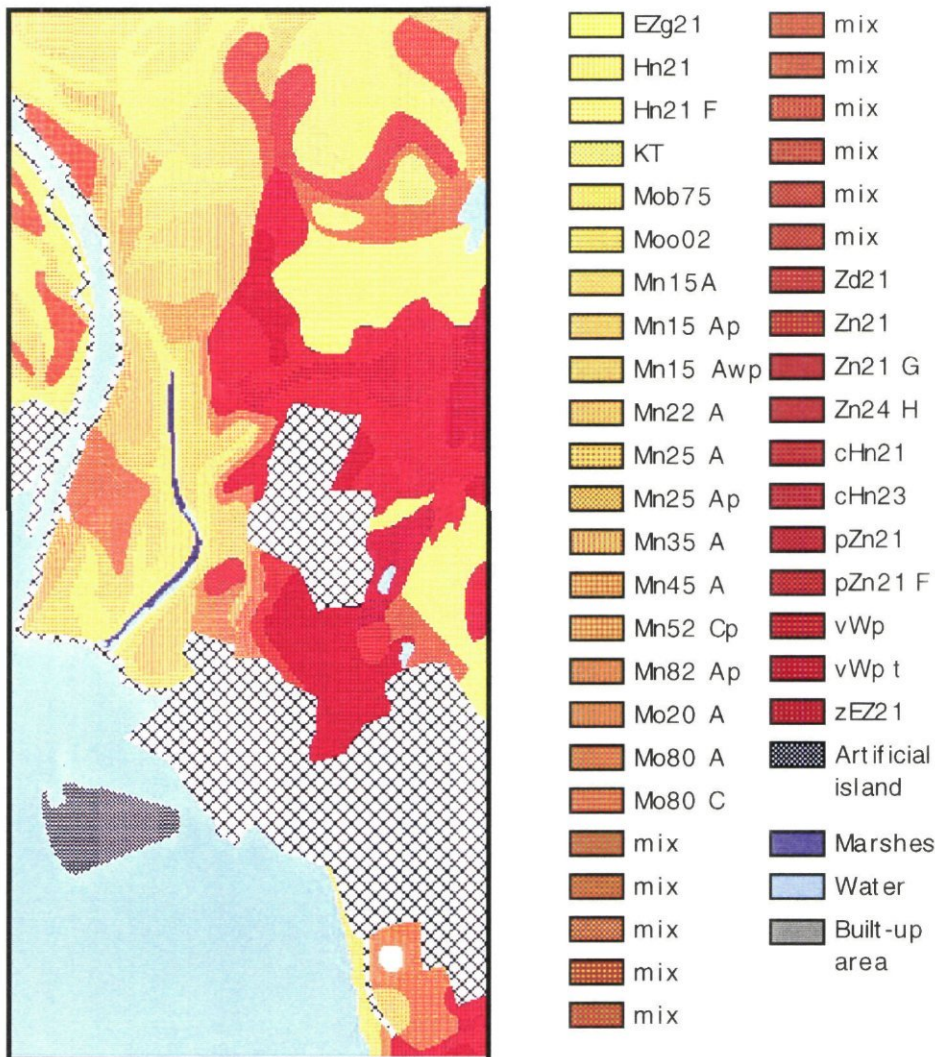 EZg21
Hn21
Hn21 F
KT
Mob75
Moo02
Mn15A
Mn15 Ap
Mn15 Awp
Mn22 A
Mn25 A
Mn25 Ap
Mn35 A
Mn45 A
Mn52 Cp
Mn82 Ap
Mo20 A
Mo80 A
Mo80 C
mix
mix
mix
mix
mix
mix
mix
mix
mix
mix
mix
Zd21
Zn21
Zn21 G
Zn24 H
cHn21
cHn23
pZn21
pZn21 F
vWp
vWp t
zEZ21
Artificial
island
Marshes
Water
Built-up
area